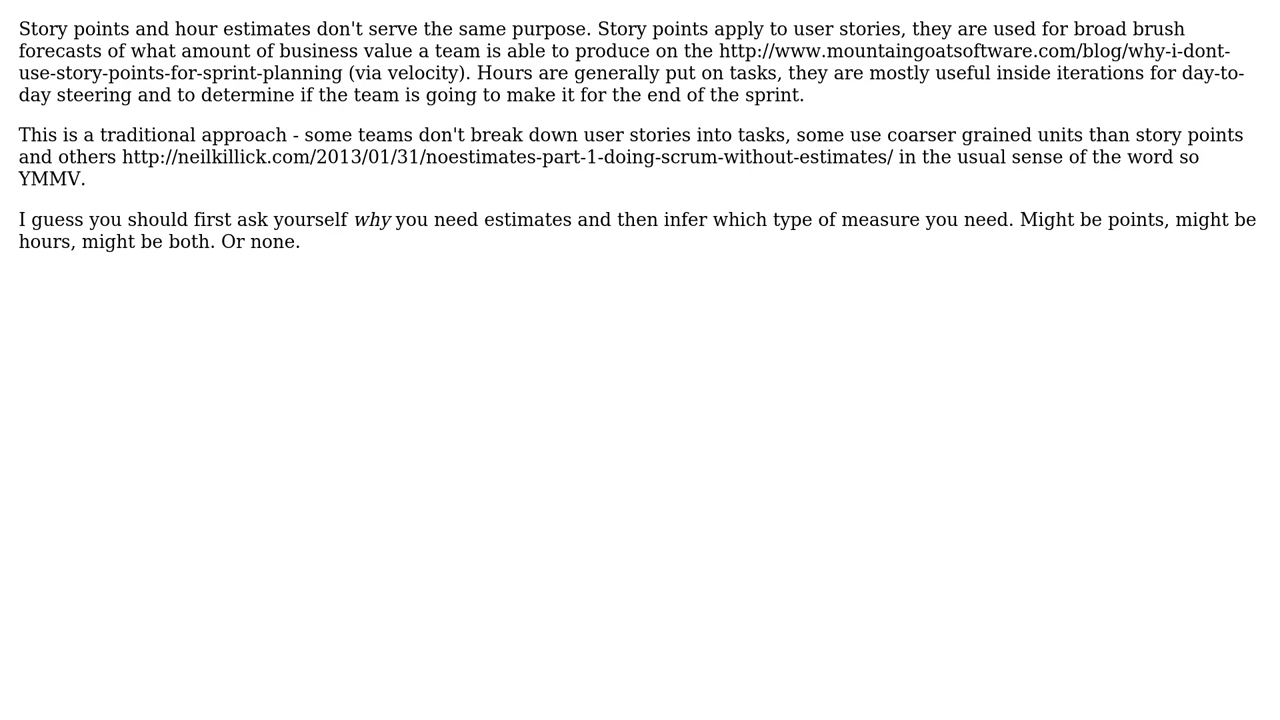 Story points and hour estimates don't serve the same purpose. Story points apply to user stories, they are used for broad brush
forecasts of what amount of business value a team is able to produce on the http://www.mountaingoatsoftware.com/blog/why-i-dont-
use-story-points-for-sprint-planning (via velocity). Hours are generally put on tasks, they are mostly useful inside iterations for day-to-
day steering and to determine if the team is going to make it for the end of the sprint.
This is a traditional approach - some teams don't break down user stories into tasks, some use coarser grained units than story points
and others http://neilkillick.com/2013/01/31/noestimates-part-1-doing-scrum-without-estimates/ in the usual sense of the word so
YMMV.
I guess you should first ask yourself why you need estimates and then infer which type of measure you need. Might be points, might be
hours, might be both. Or none.